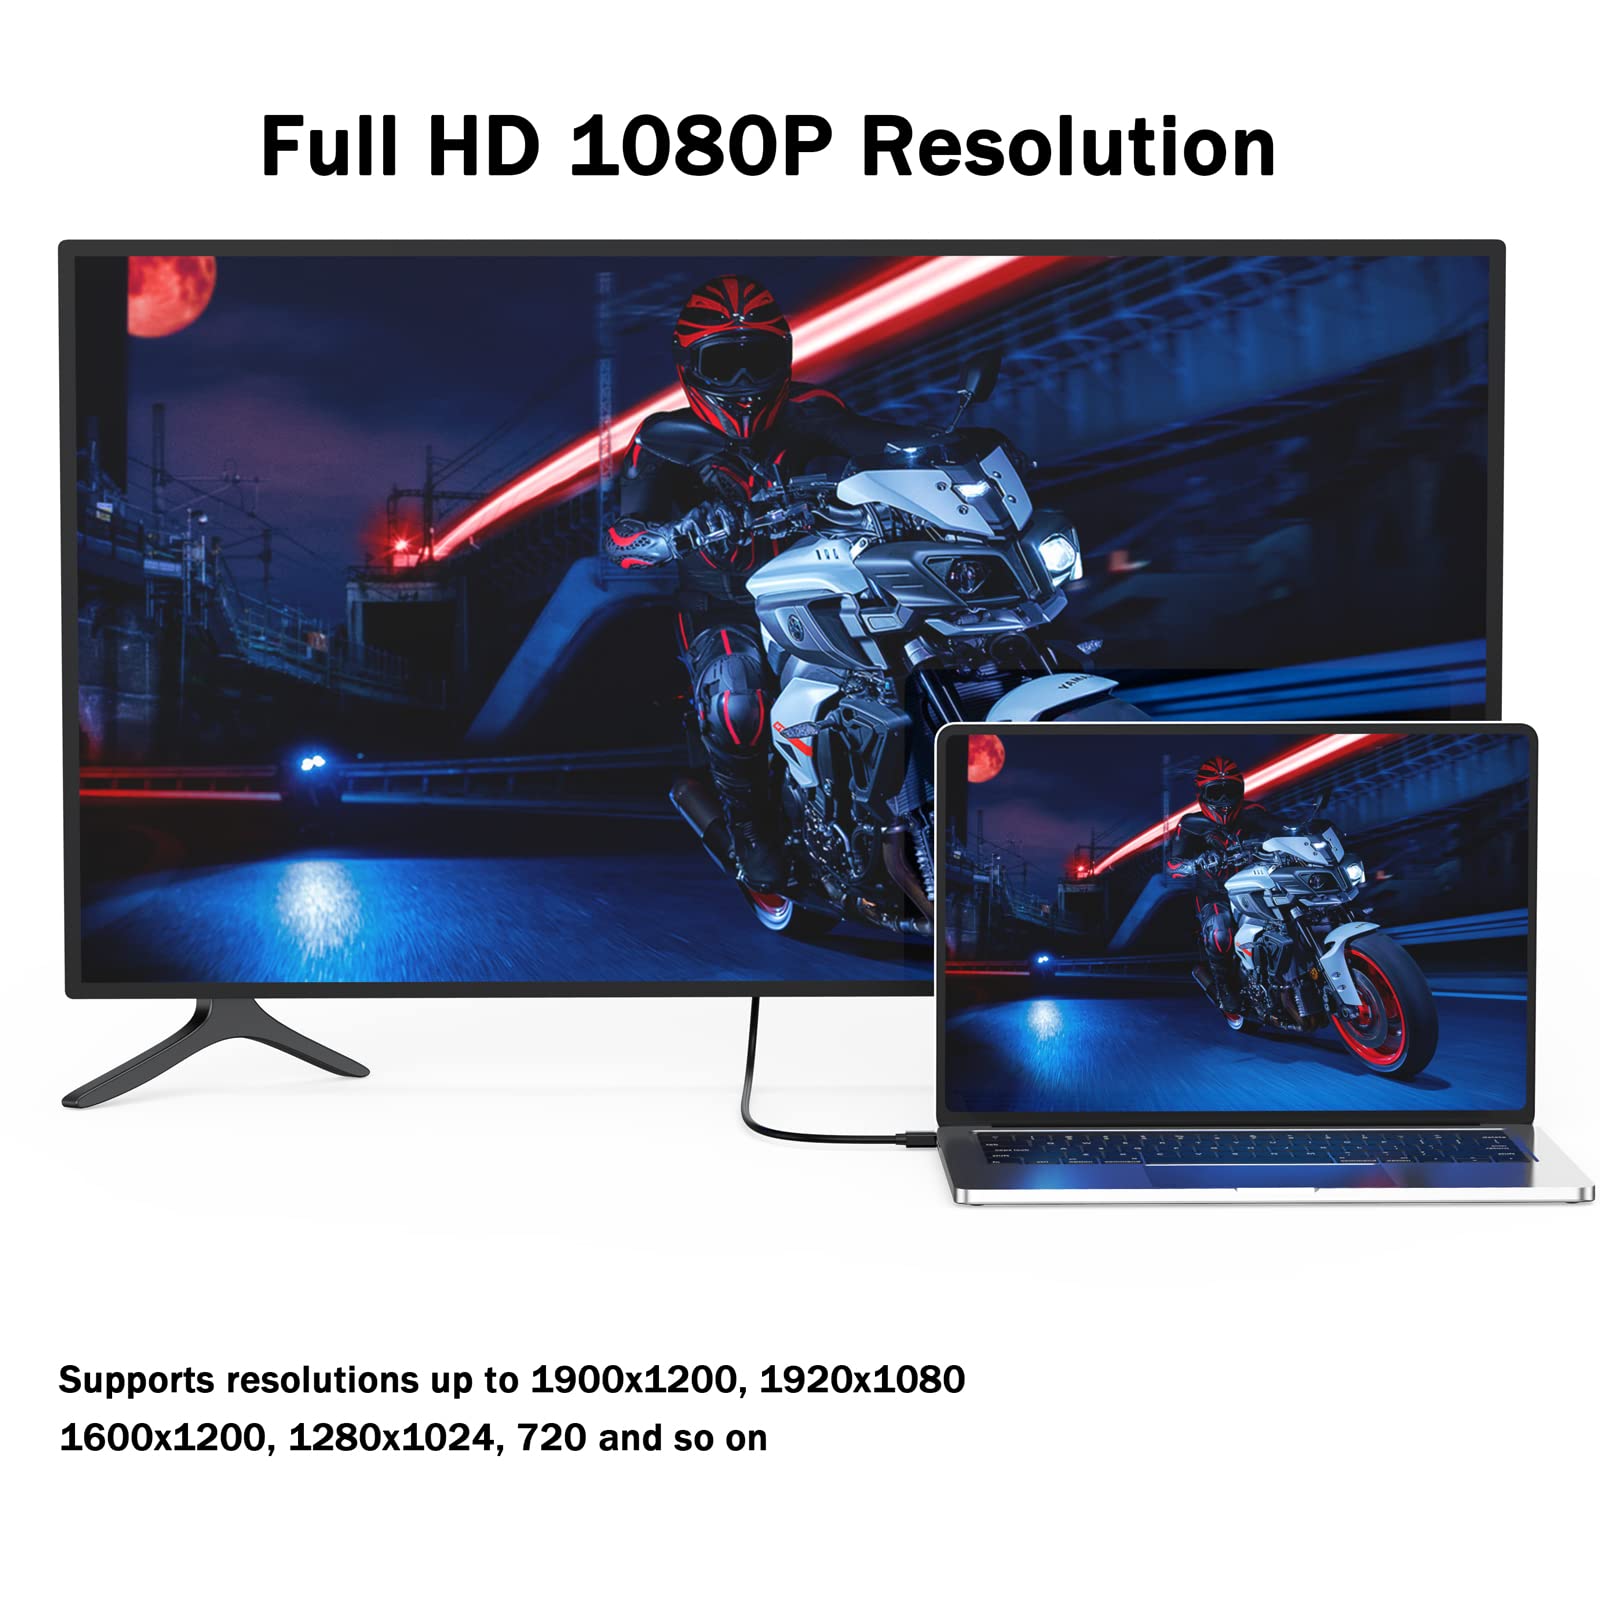 Full HD 1080P Resolution
Supports resolutions up to 1900x1200, 1920x1080
1600x1200, 1280x1024, 720 and so on